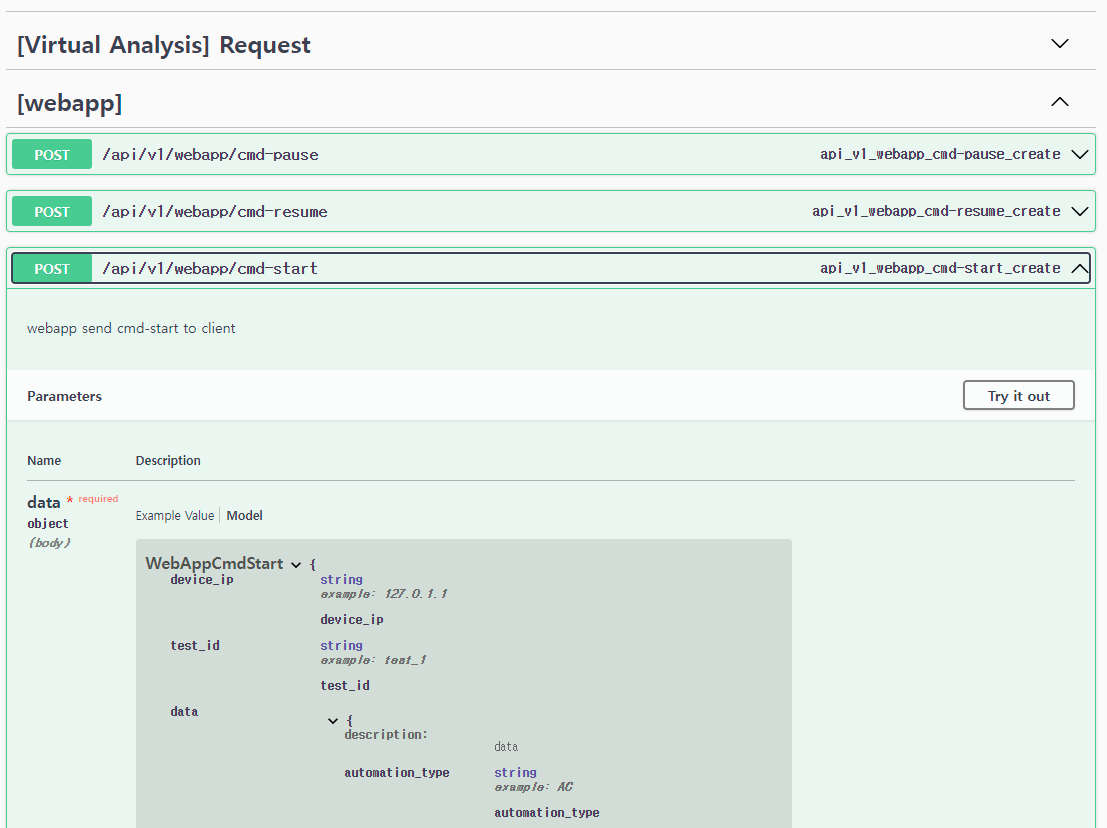 [Virtual Analysis] Request
[webapp]
POST /api/v1/webapp/cmd-pause api_v1_webapp_cmd-pause_create
POST /api/v1/webapp/cmd-resume api_v1_webapp_cmd-resume_create
POST /api/v1/webapp/cmd-start api_v1_webapp_cmd-start_create
webapp send cmd-start to client
Parameters Try it out
Name Description
data * required
object
(body)
Example Value Model
WebAppCmdStart {
device_ip string
example: 127.0.1.1
device_ip
test_id string
example: test_1
test_id
data {
description:
data
automation_type string
example: AC
automation_type